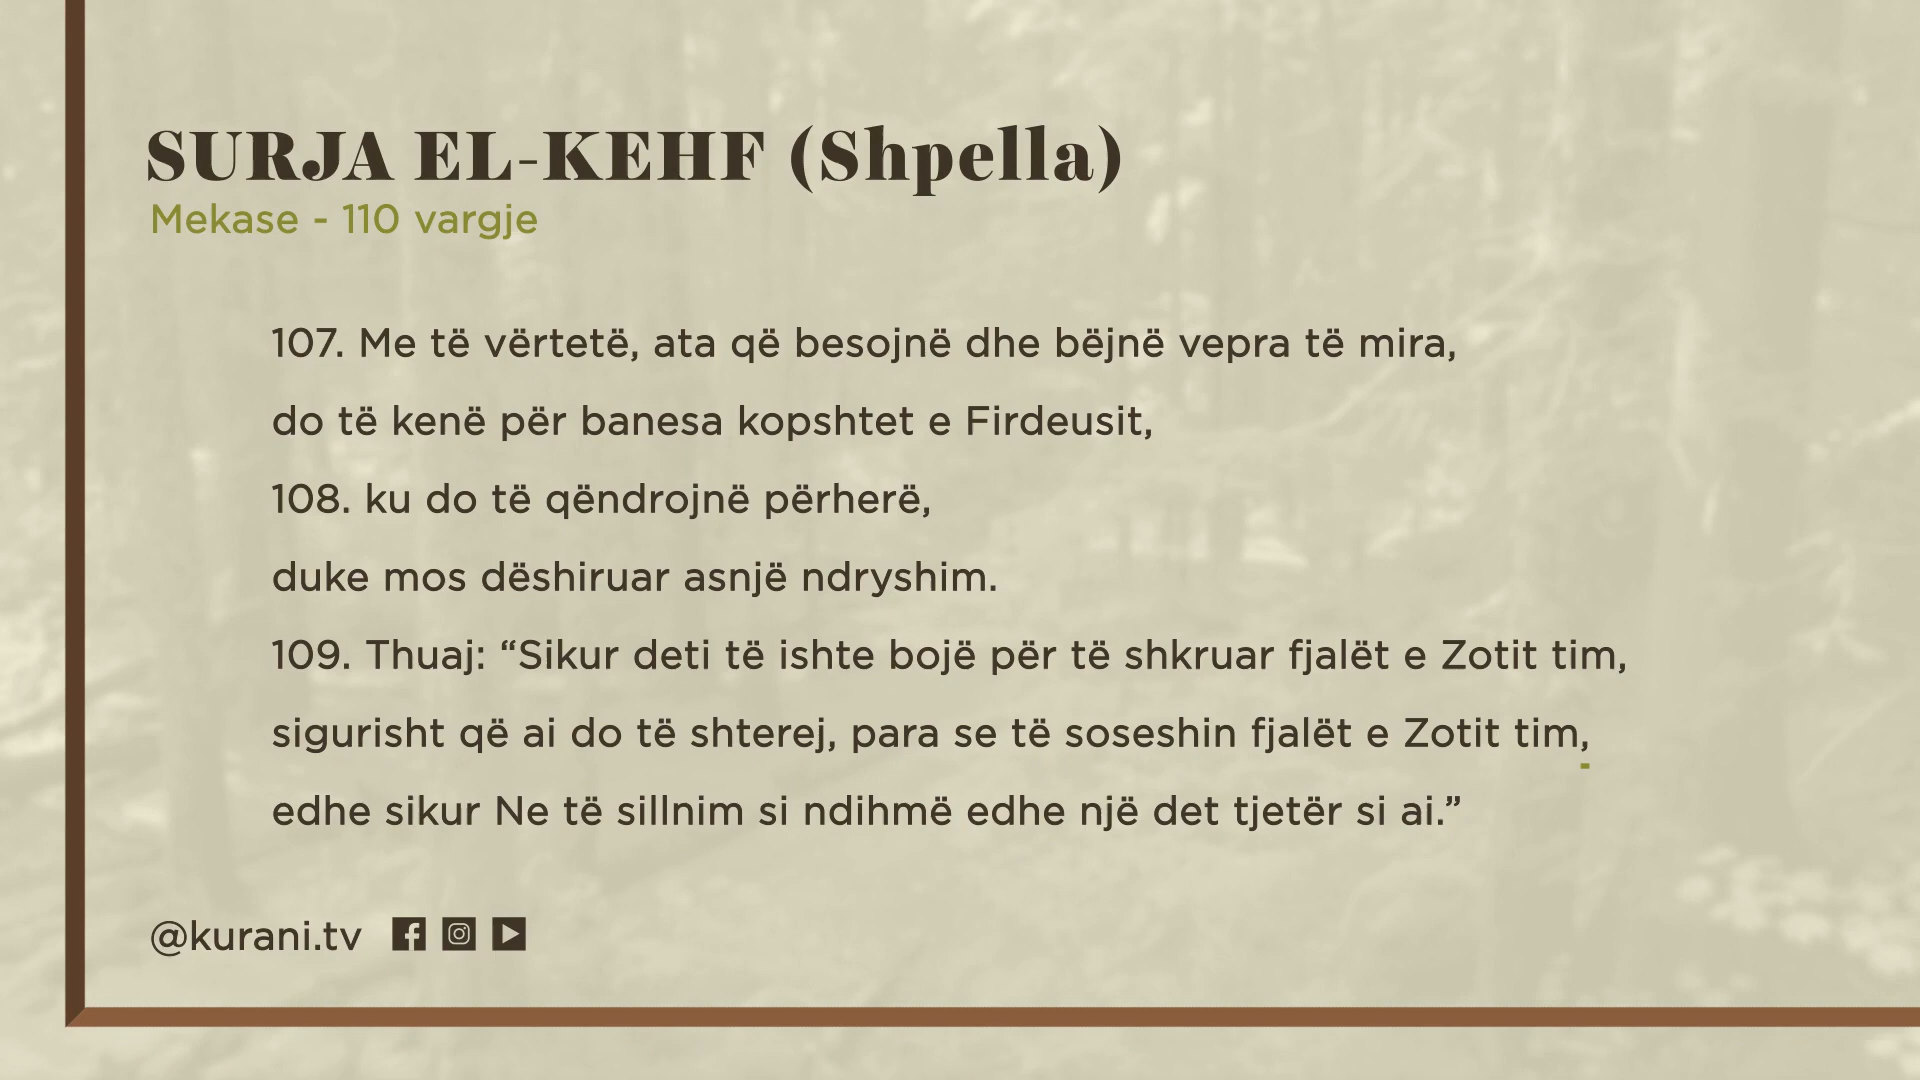 SURJA EL-KEHF (Shpella)
Mekase - 110 vargje
107. Me të vërtetë, ata që besojnë dhe bëjnë vepra të mira,
do të kenë për banesa kopshtet e Firdeusit,
108. ku do të qëndrojnë përherë,
duke mos dëshiruar asnjë ndryshim.
109. Thuaj: “Sikur deti të ishte bojë për të shkruar fjalët e Zotit tim,
sigurisht që ai do të shterej, para se të soseshin fjalët e Zotit tim,
edhe sikur Ne të sillnim si ndihmë edhe një det tjetër si ai.”
@kurani.tv